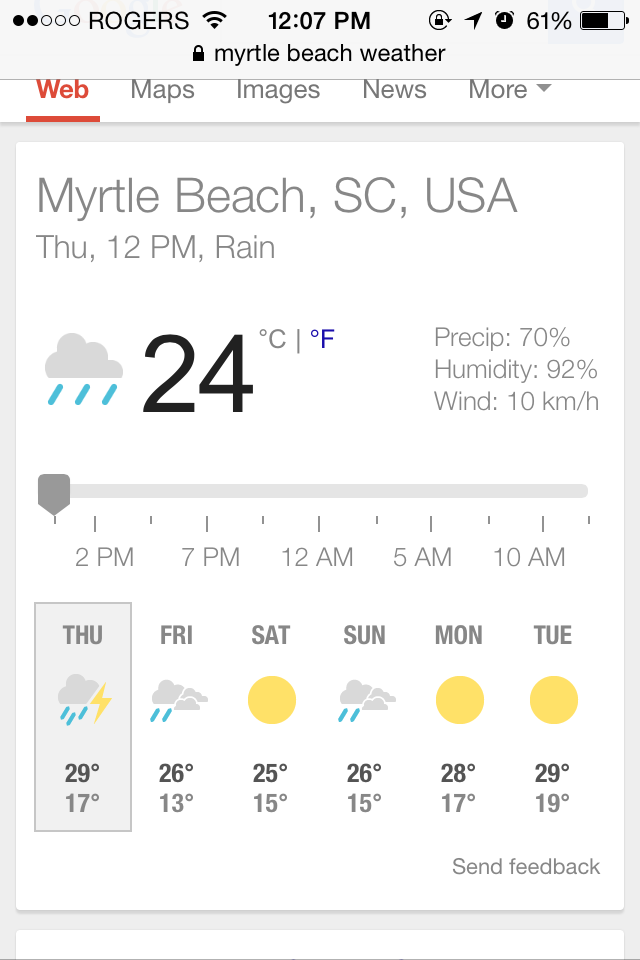 ROGERS 12:07 PM 61%
myrtle beach weather
Web Maps Images News More
Myrtle Beach, SC, USA
Thu, 12 PM, Rain
24 °C | °F
Precip: 70%
Humidity: 92%
Wind: 10 km/h
2 PM 7 PM 12 AM 5 AM 10 AM
THU FRI SAT SUN MON TUE
29° 26° 25° 26° 28° 29°
17° 13° 15° 15° 17° 19°
Send feedback